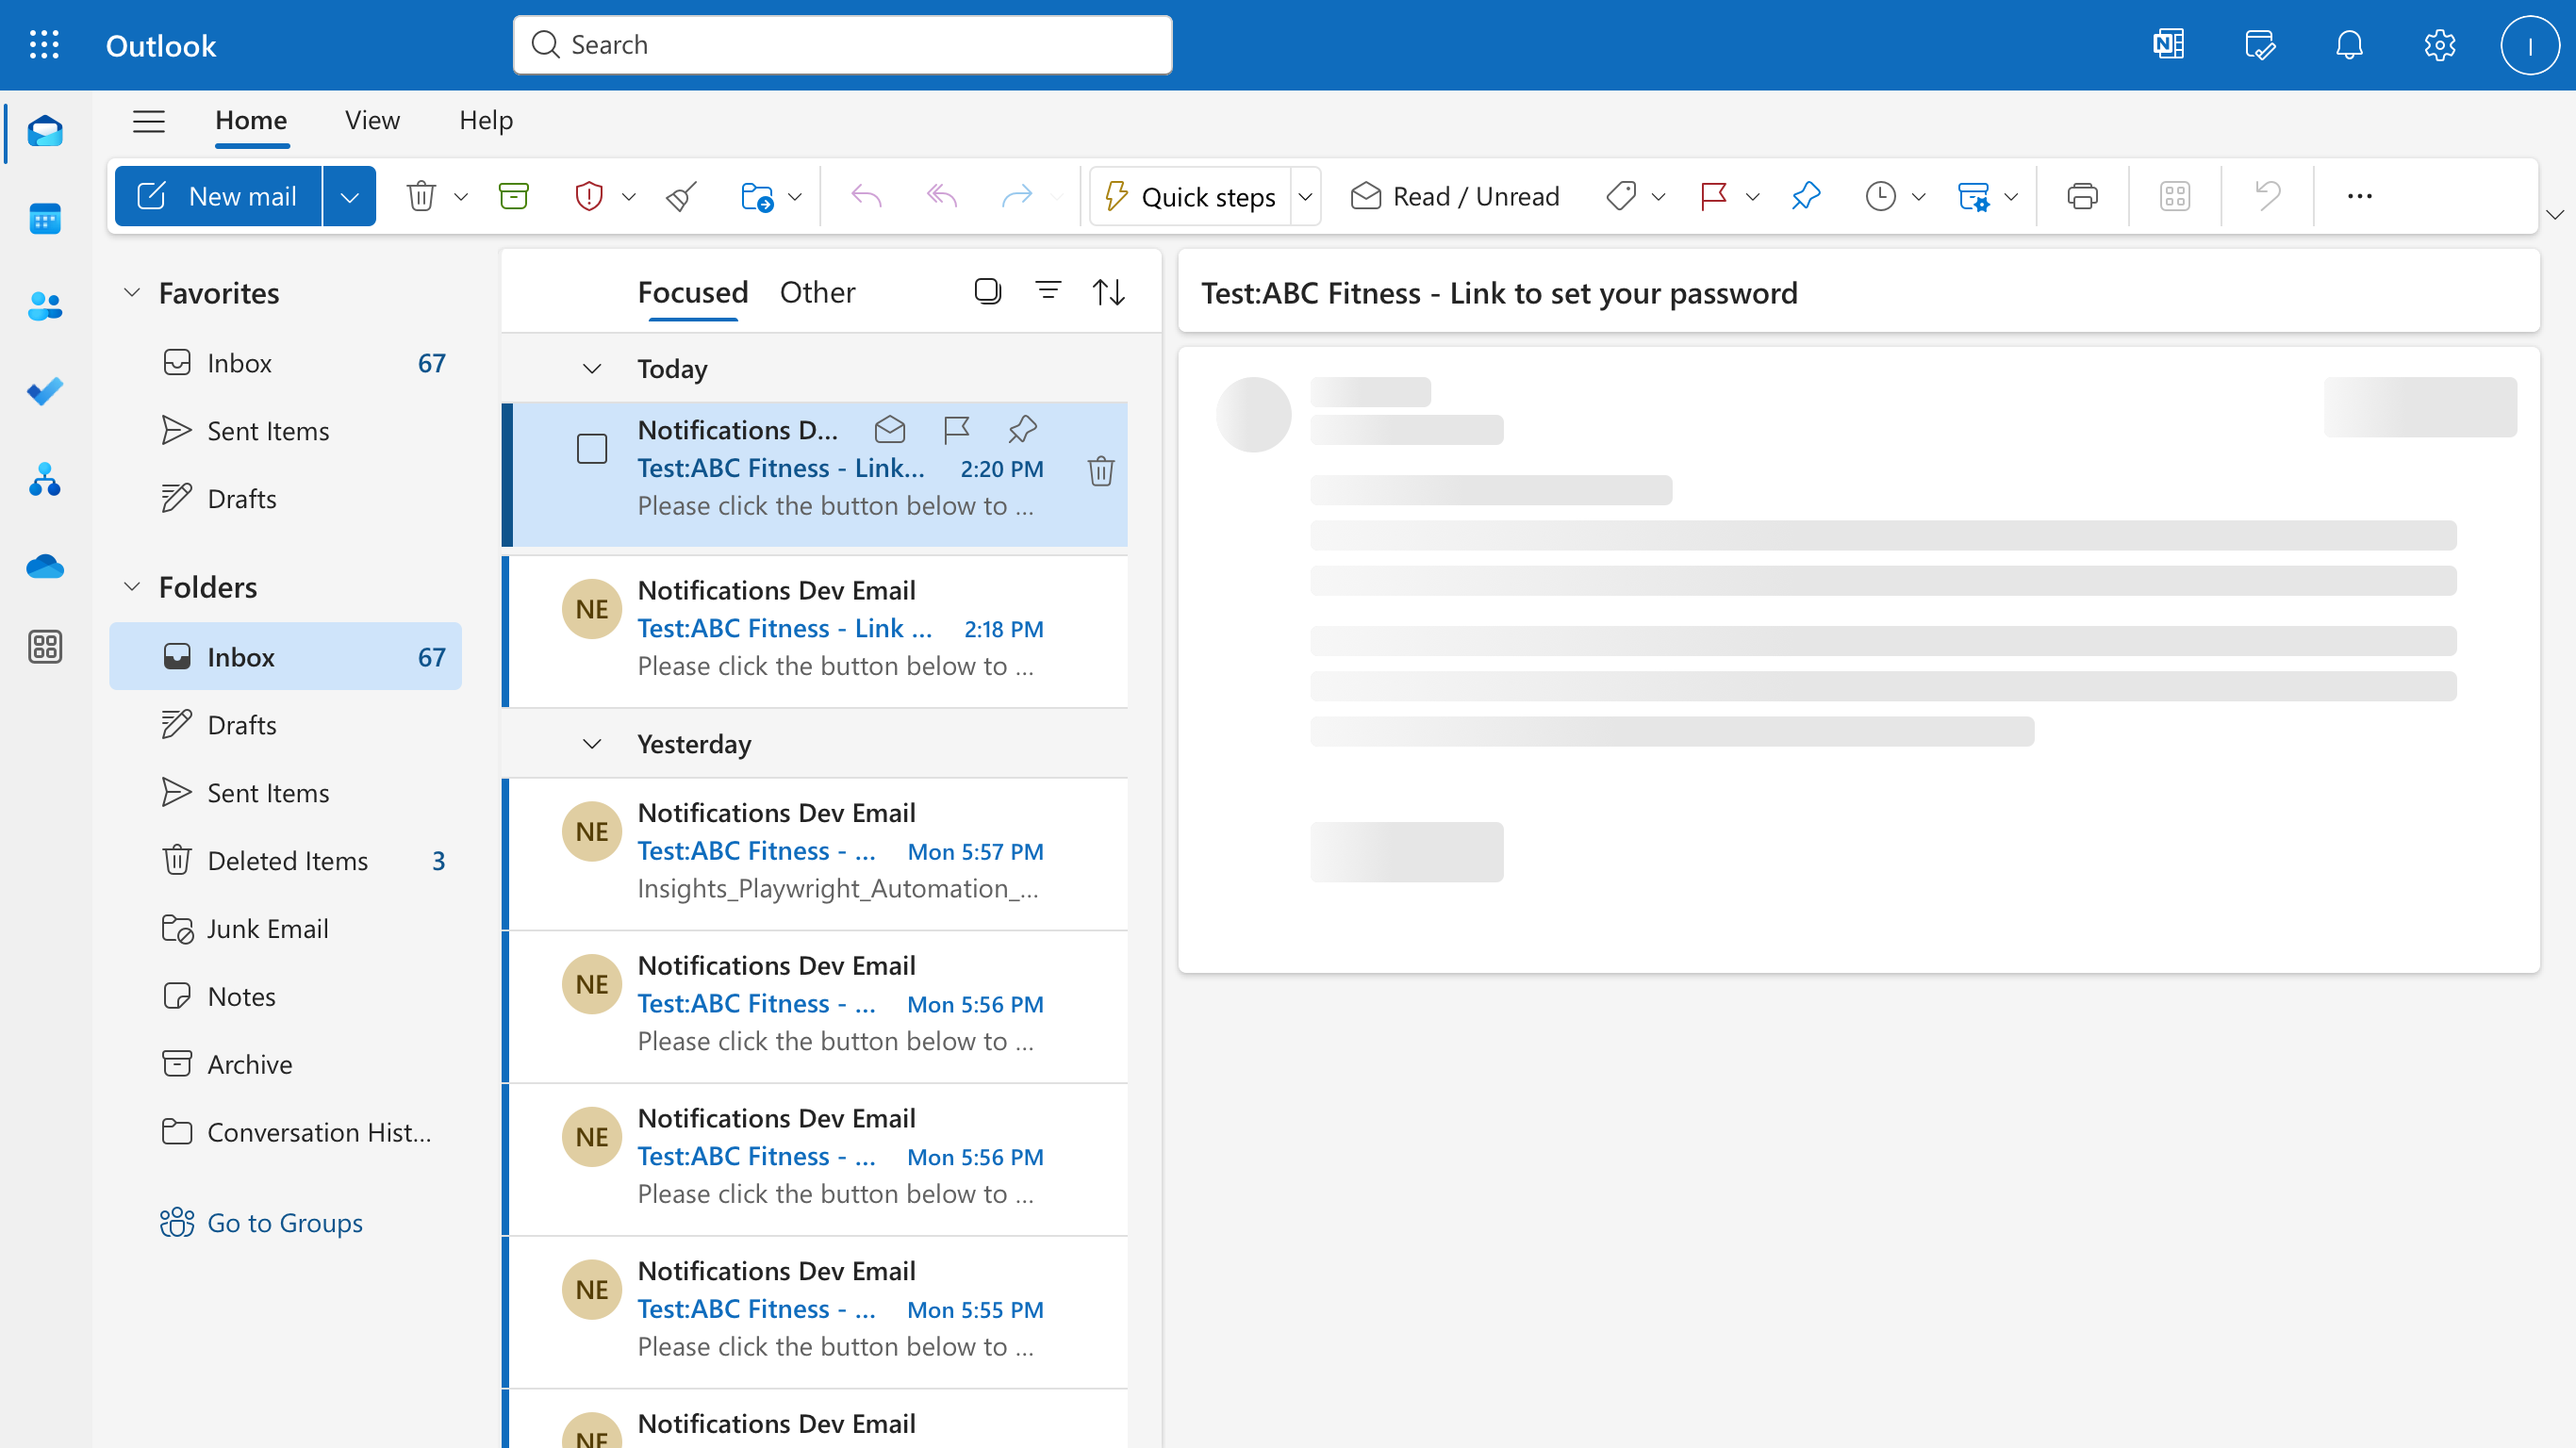 Outlook
Search
I
Home
View
Help
New mail
Quick steps
Read / Unread
Favorites
Inbox
67
Sent Items
Drafts
Folders
Inbox
67
Drafts
Sent Items
Deleted Items
3
Junk Email
Notes
Archive
Conversation Hist...
Go to Groups
Focused
Other
Today
Notifications D...
Test:ABC Fitness - Link...
2:20 PM
Please click the button below to ...
NE
Notifications Dev Email
Test:ABC Fitness - Link ...
2:18 PM
Please click the button below to ...
Yesterday
NE
Notifications Dev Email
Test:ABC Fitness - ...
Mon 5:57 PM
Insights_Playwright_Automation_...
NE
Notifications Dev Email
Test:ABC Fitness - ...
Mon 5:56 PM
Please click the button below to ...
NE
Notifications Dev Email
Test:ABC Fitness - ...
Mon 5:56 PM
Please click the button below to ...
NE
Notifications Dev Email
Test:ABC Fitness - ...
Mon 5:55 PM
Please click the button below to ...
NE
Notifications Dev Email
Test:ABC Fitness - Link to set your password